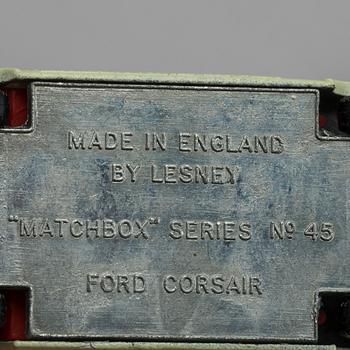 MADE IN ENGLAND
BY LESNEY
"MATCHBOX" SERIES Nº 45
FORD CORSAIR